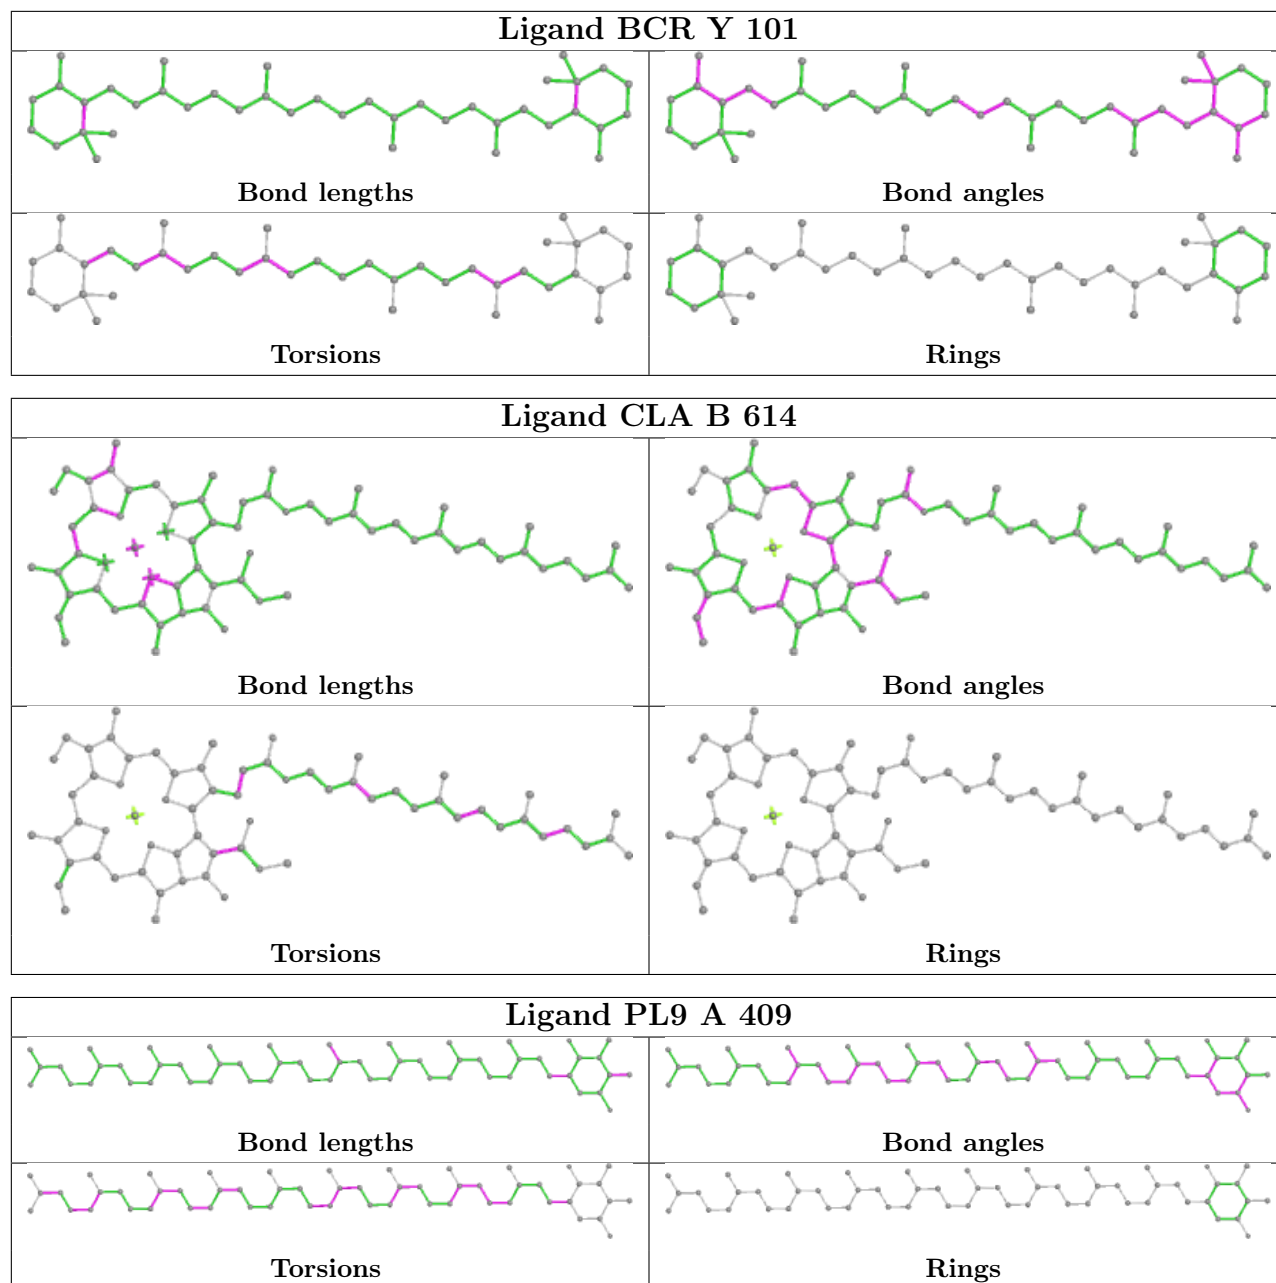 Ligand BCR Y 101
Bond lengths
Bond angles
Torsions
Rings
Ligand CLA B 614
Bond lengths
Bond angles
Torsions
Rings
Ligand PL9 A 409
Bond lengths
Bond angles
Torsions
Rings